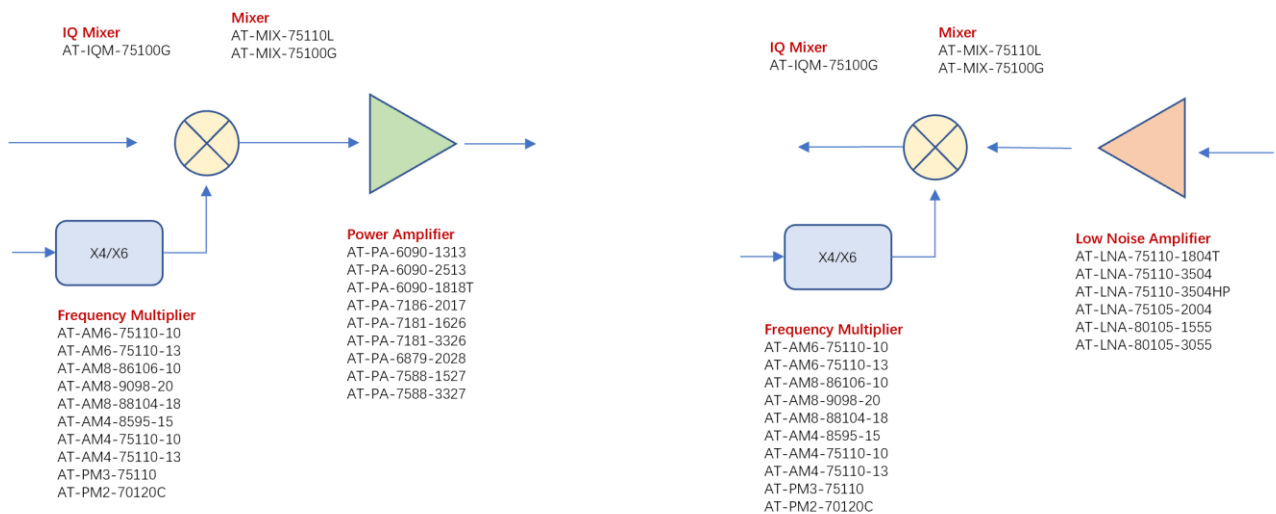 IQ Mixer
AT-IQM-75100G
Mixer
AT-MIX-75110L
AT-MIX-75100G
X4/X6
Frequency Multiplier
AT-AM6-75110-10
AT-AM6-75110-13
AT-AM8-86106-10
AT-AM8-9098-20
AT-AM8-88104-18
AT-AM4-8595-15
AT-AM4-75110-10
AT-AM4-75110-13
AT-PM3-75110
AT-PM2-70120C
Power Amplifier
AT-PA-6090-1313
AT-PA-6090-2513
AT-PA-6090-1818T
AT-PA-7186-2017
AT-PA-7181-1626
AT-PA-7181-3326
AT-PA-6879-2028
AT-PA-7588-1527
AT-PA-7588-3327
IQ Mixer
AT-IQM-75100G
Mixer
AT-MIX-75110L
AT-MIX-75100G
X4/X6
Frequency Multiplier
AT-AM6-75110-10
AT-AM6-75110-13
AT-AM8-86106-10
AT-AM8-9098-20
AT-AM8-88104-18
AT-AM4-8595-15
AT-AM4-75110-10
AT-AM4-75110-13
AT-PM3-75110
AT-PM2-70120C
Low Noise Amplifier
AT-LNA-75110-1804T
AT-LNA-75110-3504
AT-LNA-75110-3504HP
AT-LNA-75105-2004
AT-LNA-80105-1555
AT-LNA-80105-3055